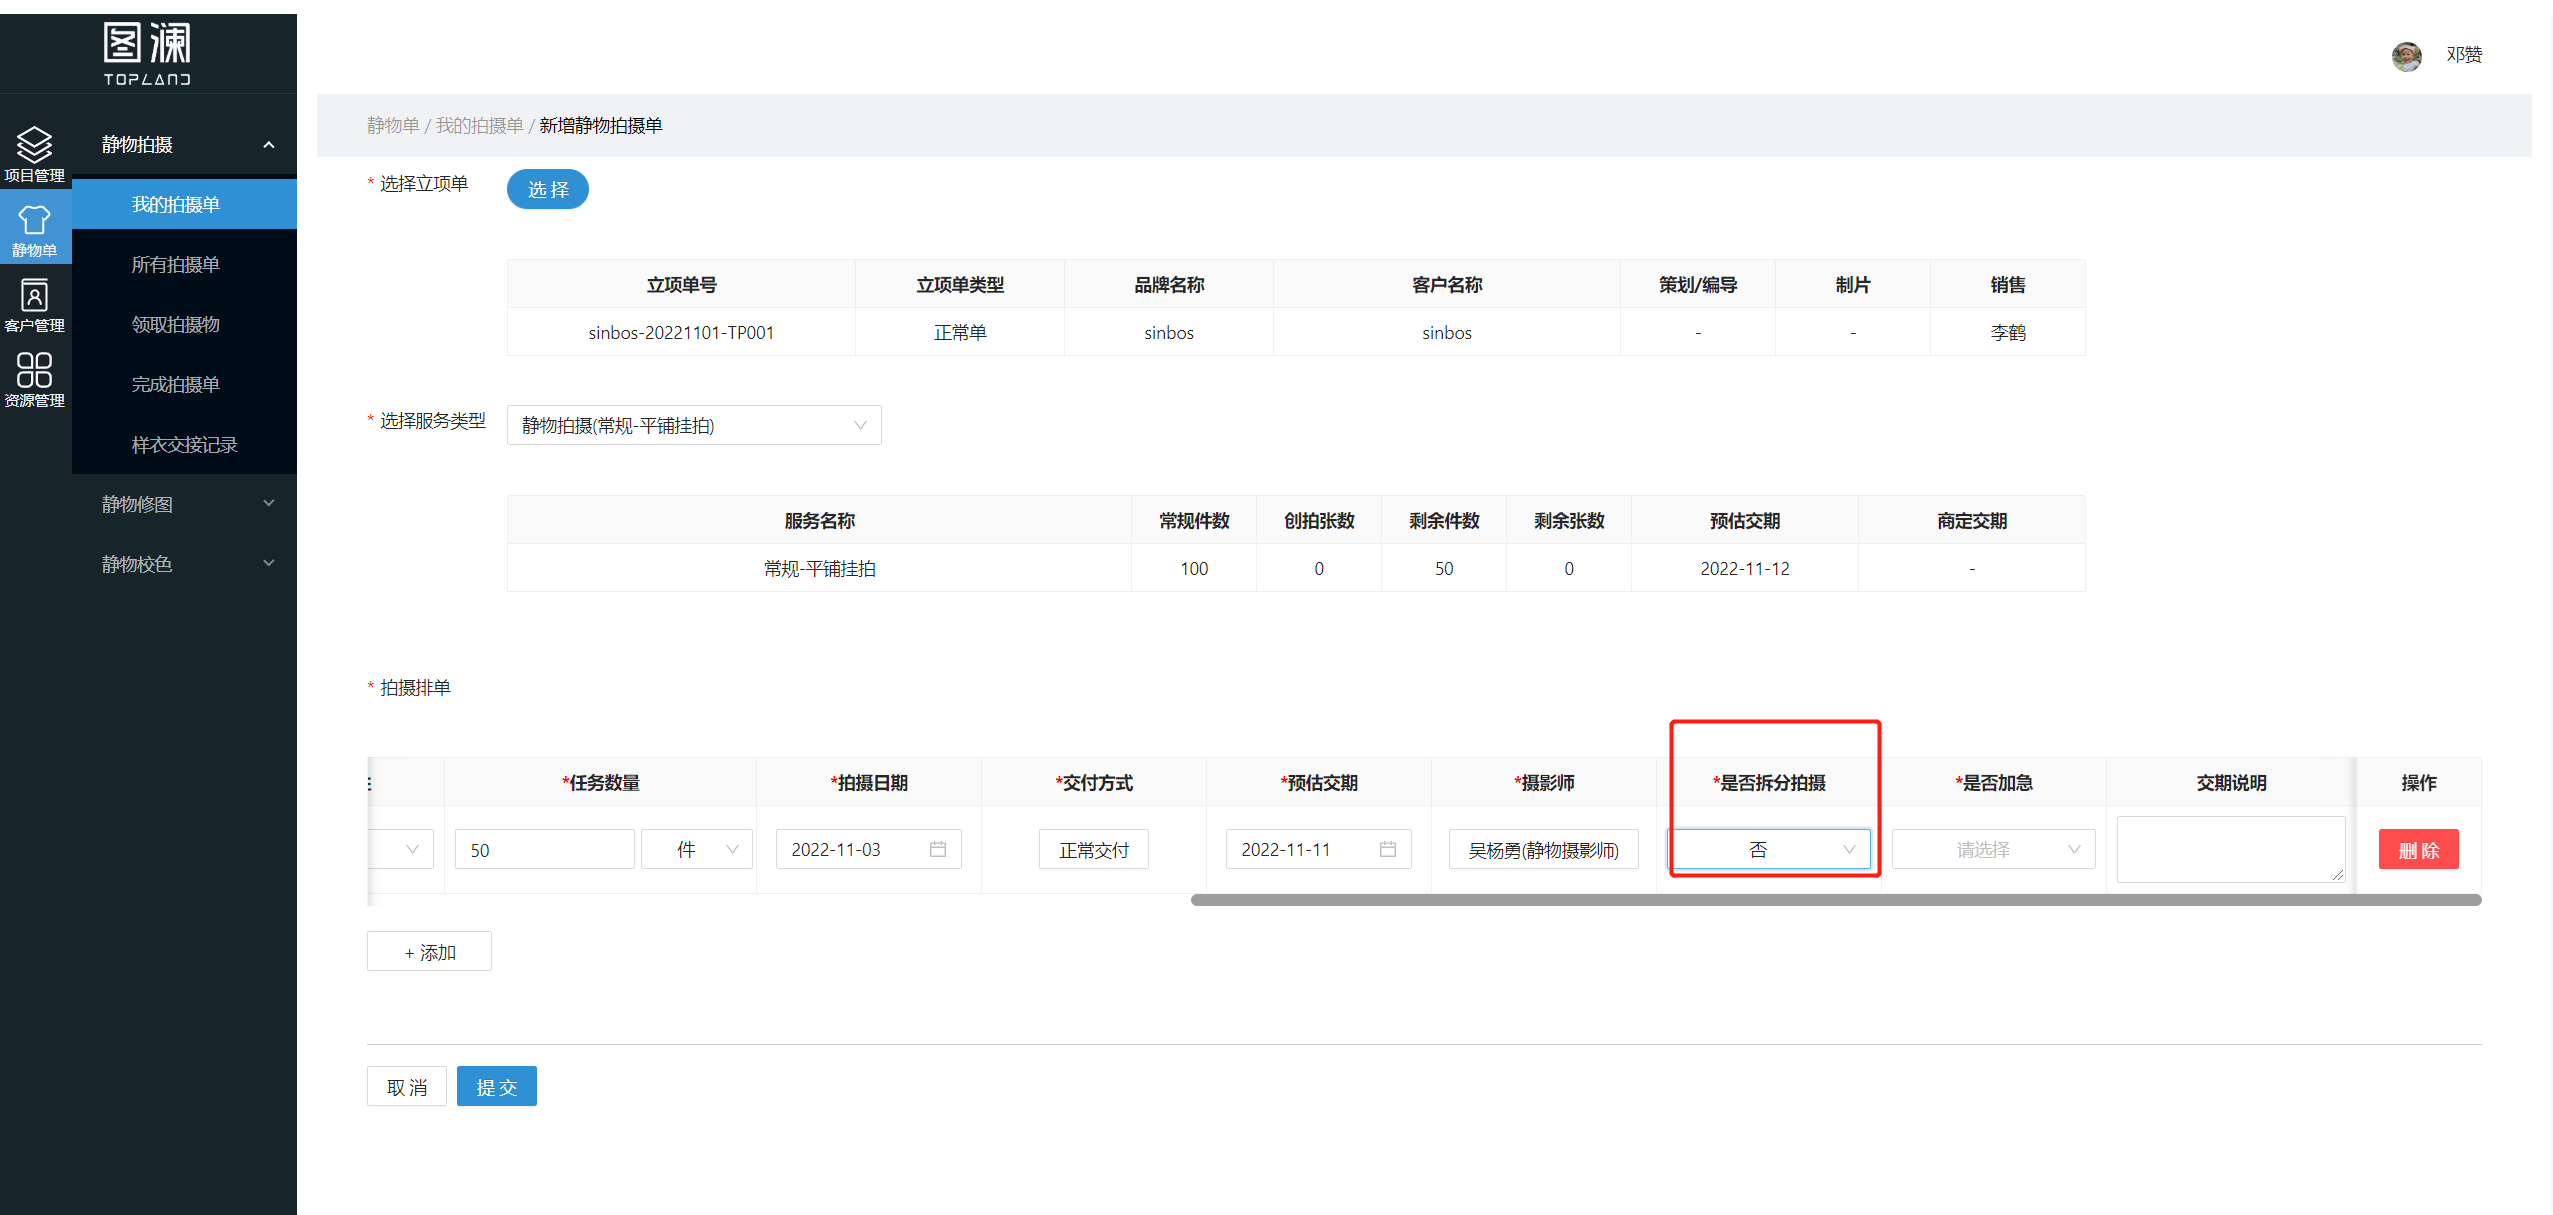 图澜
TOPLAND
邓赞
项目管理
静物单
客户管理
资源管理
静物拍摄
我的拍摄单
所有拍摄单
领取拍摄物
完成拍摄单
样衣交接记录
静物修图
静物校色
静物单 / 我的拍摄单 / 新增静物拍摄单
* 选择立项单
选 择
立项单号 立项单类型 品牌名称 客户名称 策划/编导 制片 销售
sinbos-20221101-TP001 正常单 sinbos sinbos - - 李鹤
* 选择服务类型
静物拍摄(常规-平铺挂拍)
服务名称 常规件数 创拍张数 剩余件数 剩余张数 预估交期 商定交期
常规-平铺挂拍 100 0 50 0 2022-11-12 -
* 拍摄排单
*任务数量 *拍摄日期 *交付方式 *预估交期 *摄影师 *是否拆分拍摄 *是否加急 交期说明 操作
50 件 2022-11-03 正常交付 2022-11-11 吴杨勇(静物摄影师) 否 请选择 删 除
+ 添加
取 消
提 交